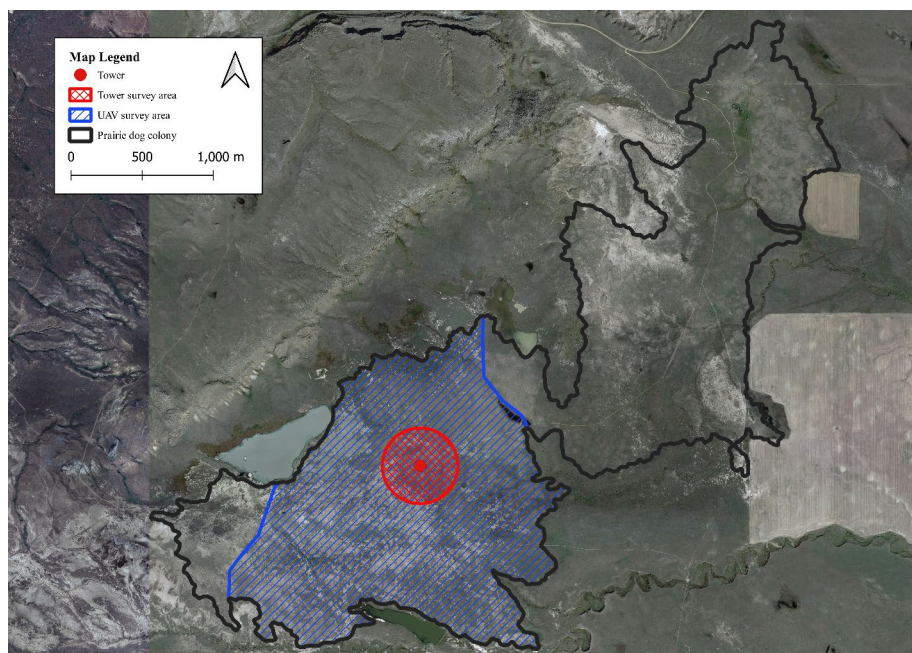 Map Legend
Tower
Tower survey area
UAV survey area
Prairie dog colony
0 500 1,000 m